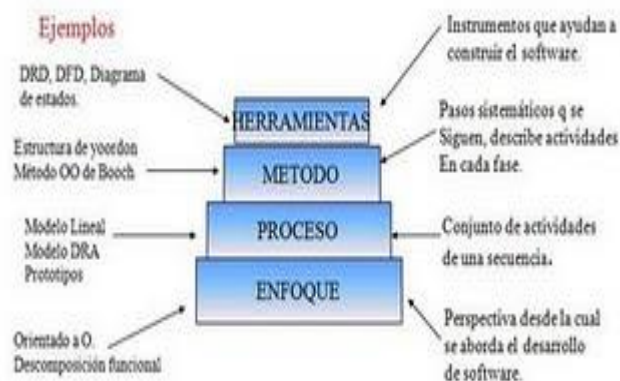 Ejemplos
DRD, DFD, Diagrama
de estados.
Estructura de yoordon
Método OO de Booch
Modelo Lineal
Modelo DRA
Prototipos
Orientado a O.
Descomposición funcional
HERRAMIENTAS
METODO
PROCESO
ENFOQUE
Instrumentos que ayudan a
construir el software.
Pasos sistemáticos q se
Siguen, describe actividades
En cada fase.
Conjunto de actividades
de una secuencia.
Perspectiva desde la cual
se aborda el desarrollo
de software.